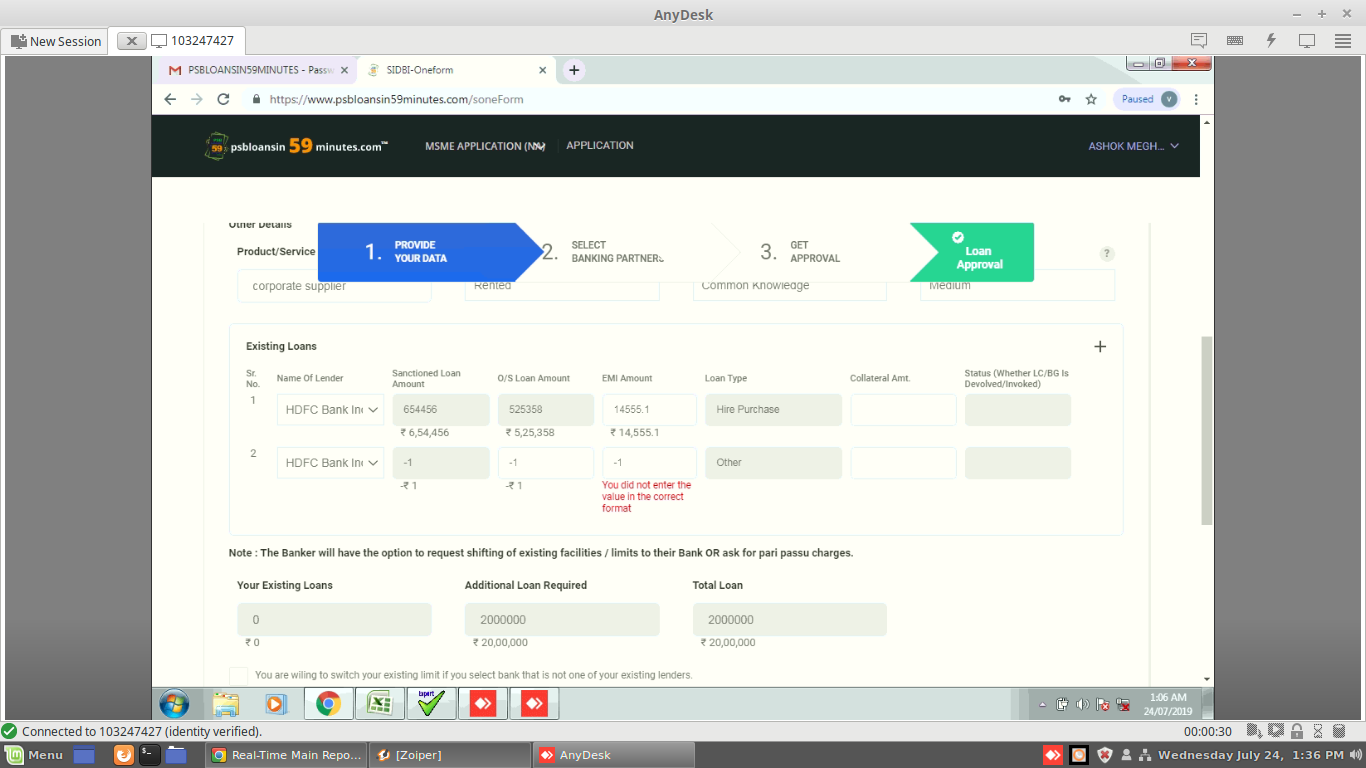 AnyDesk
New Session
103247427
PSBLOANSIN59MINUTES - Passw
SIDBI-Oneform
https://www.psbloansin59minutes.com/soneForm
Paused
V
psbloansin 59 minutes.com™
MSME APPLICATION (NN)
APPLICATION
ASHOK MEGH...
Other Details
Product/Service
1. PROVIDE YOUR DATA
2. SELECT BANKING PARTNERS
3. GET APPROVAL
Loan Approval
?
corporate supplier
Rented
Common Knowledge
Medium
Existing Loans
Sr. No.
Name Of Lender
Sanctioned Loan Amount
O/S Loan Amount
EMI Amount
Loan Type
Collateral Amt.
Status (Whether LC/BG Is Devolved/Invoked)
1
HDFC Bank In
654456
525358
14555.1
Hire Purchase
₹ 6,54,456
₹ 5,25,358
₹ 14,555.1
2
HDFC Bank In
-1
-1
-1
Other
-₹ 1
-₹ 1
You did not enter the
value in the correct
format
Note : The Banker will have the option to request shifting of existing facilities / limits to their Bank OR ask for pari passu charges.
Your Existing Loans
Additional Loan Required
Total Loan
0
2000000
2000000
₹ 0
₹ 20,00,000
₹ 20,00,000
You are wiling to switch your existing limit if you select bank that is not one of your existing lenders.
1:06 AM
24/07/2019
Connected to 103247427 (identity verified).
00:00:30
Menu
Real-Time Main Repo...
[Zoiper]
AnyDesk
Wednesday July 24, 1:36 PM